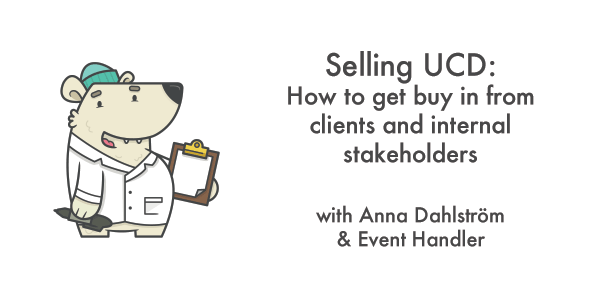 Selling UCD:
How to get buy in from
clients and internal
stakeholders
with Anna Dahlström
& Event Handler